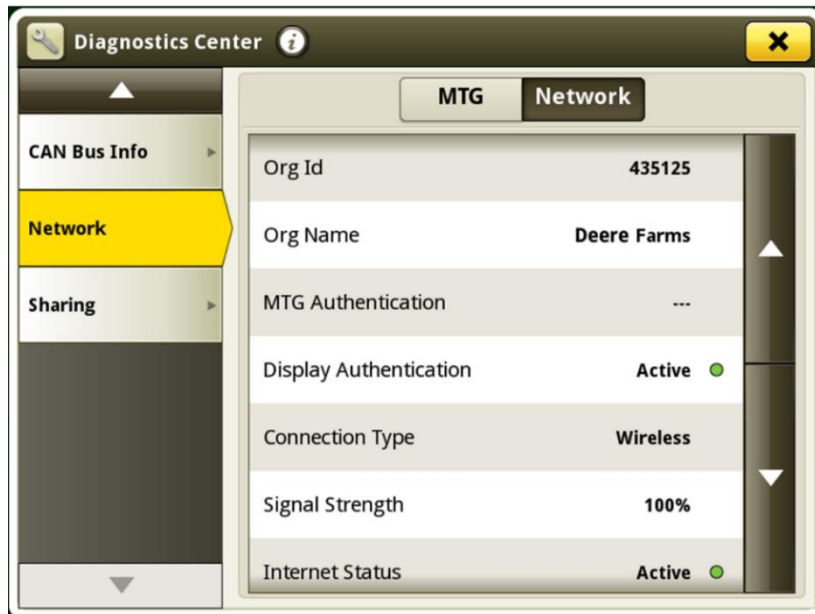 Diagnostics Center i
MTG Network
CAN Bus Info
Network
Sharing
Org Id 435125
Org Name Deere Farms
MTG Authentication ---
Display Authentication Active
Connection Type Wireless
Signal Strength 100%
Internet Status Active